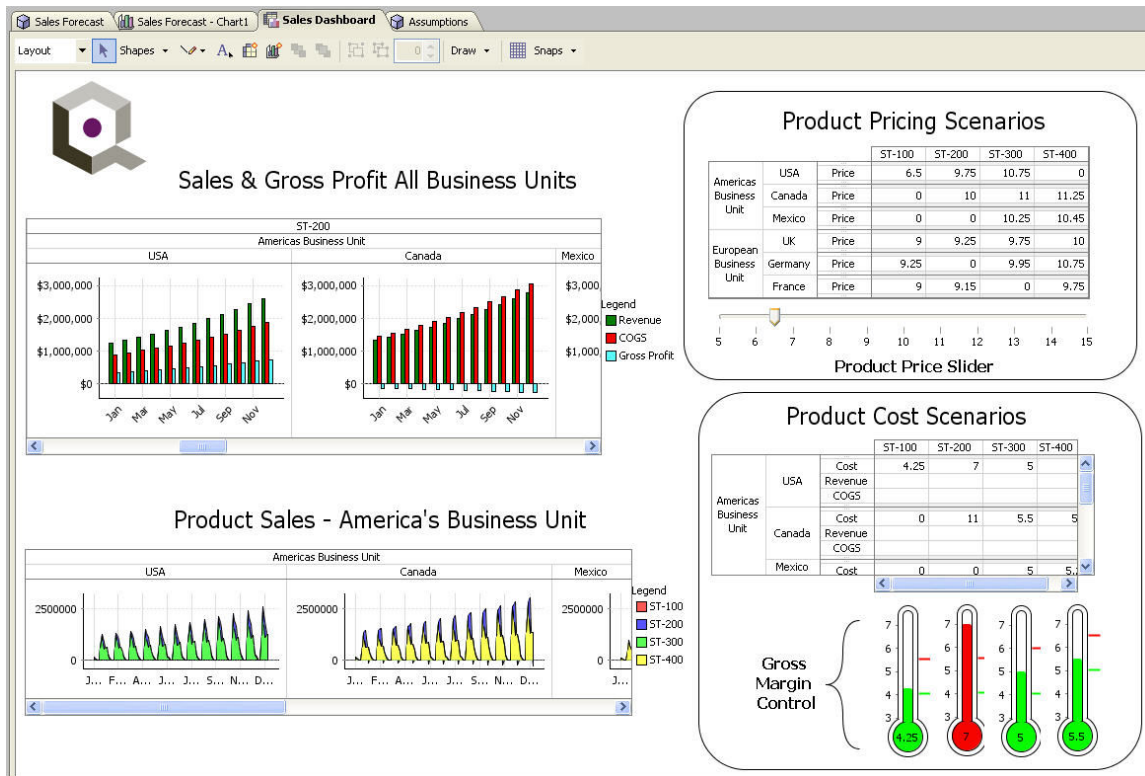 Sales Forecast Sales Forecast - Chart1 Sales Dashboard Assumptions
Layout Shapes A 0 Draw Snaps
Sales & Gross Profit All Business Units
ST-200
Americas Business Unit
USA Canada Mexico
$3,000,000 $3,000,000 $3,0
$2,000,000 $2,000,000 $2,0
$1,000,000 $1,000,000 $1,0
$0 $0
Jan Mar May Jul Sep Nov Jan Mar May Jul Sep Nov
Legend
Revenue
COGS
Gross Profit
Product Sales - America's Business Unit
Americas Business Unit
USA Canada Mexico
2500000 2500000 2500000
0 0 0
J... F... A... J... J... S... N... D... J... F... A... J... J... S... N... D... J...
Legend
ST-100
ST-200
ST-300
ST-400
Product Pricing Scenarios
ST-100 ST-200 ST-300 ST-400
Americas Business Unit
USA Price 6.5 9.75 10.75 0
Canada Price 0 10 11 11.25
Mexico Price 0 0 10.25 10.45
European Business Unit
UK Price 9 9.25 9.75 10
Germany Price 9.25 0 9.95 10.75
France Price 9 9.15 0 9.75
5 6 7 8 9 10 11 12 13 14 15
Product Price Slider
Product Cost Scenarios
ST-100 ST-200 ST-300 ST-400
Americas Business Unit
USA Cost 4.25 7 5
Revenue
COGS
Canada Cost 0 11 5.5 5
Revenue
COGS
Mexico Cost 0 0 5 5.
Gross
Margin
Control
7 7 7 7
6 6 6 6
5 5 5 5
4 4 4 4
3 3 3 3
4.25 7 5 5.5